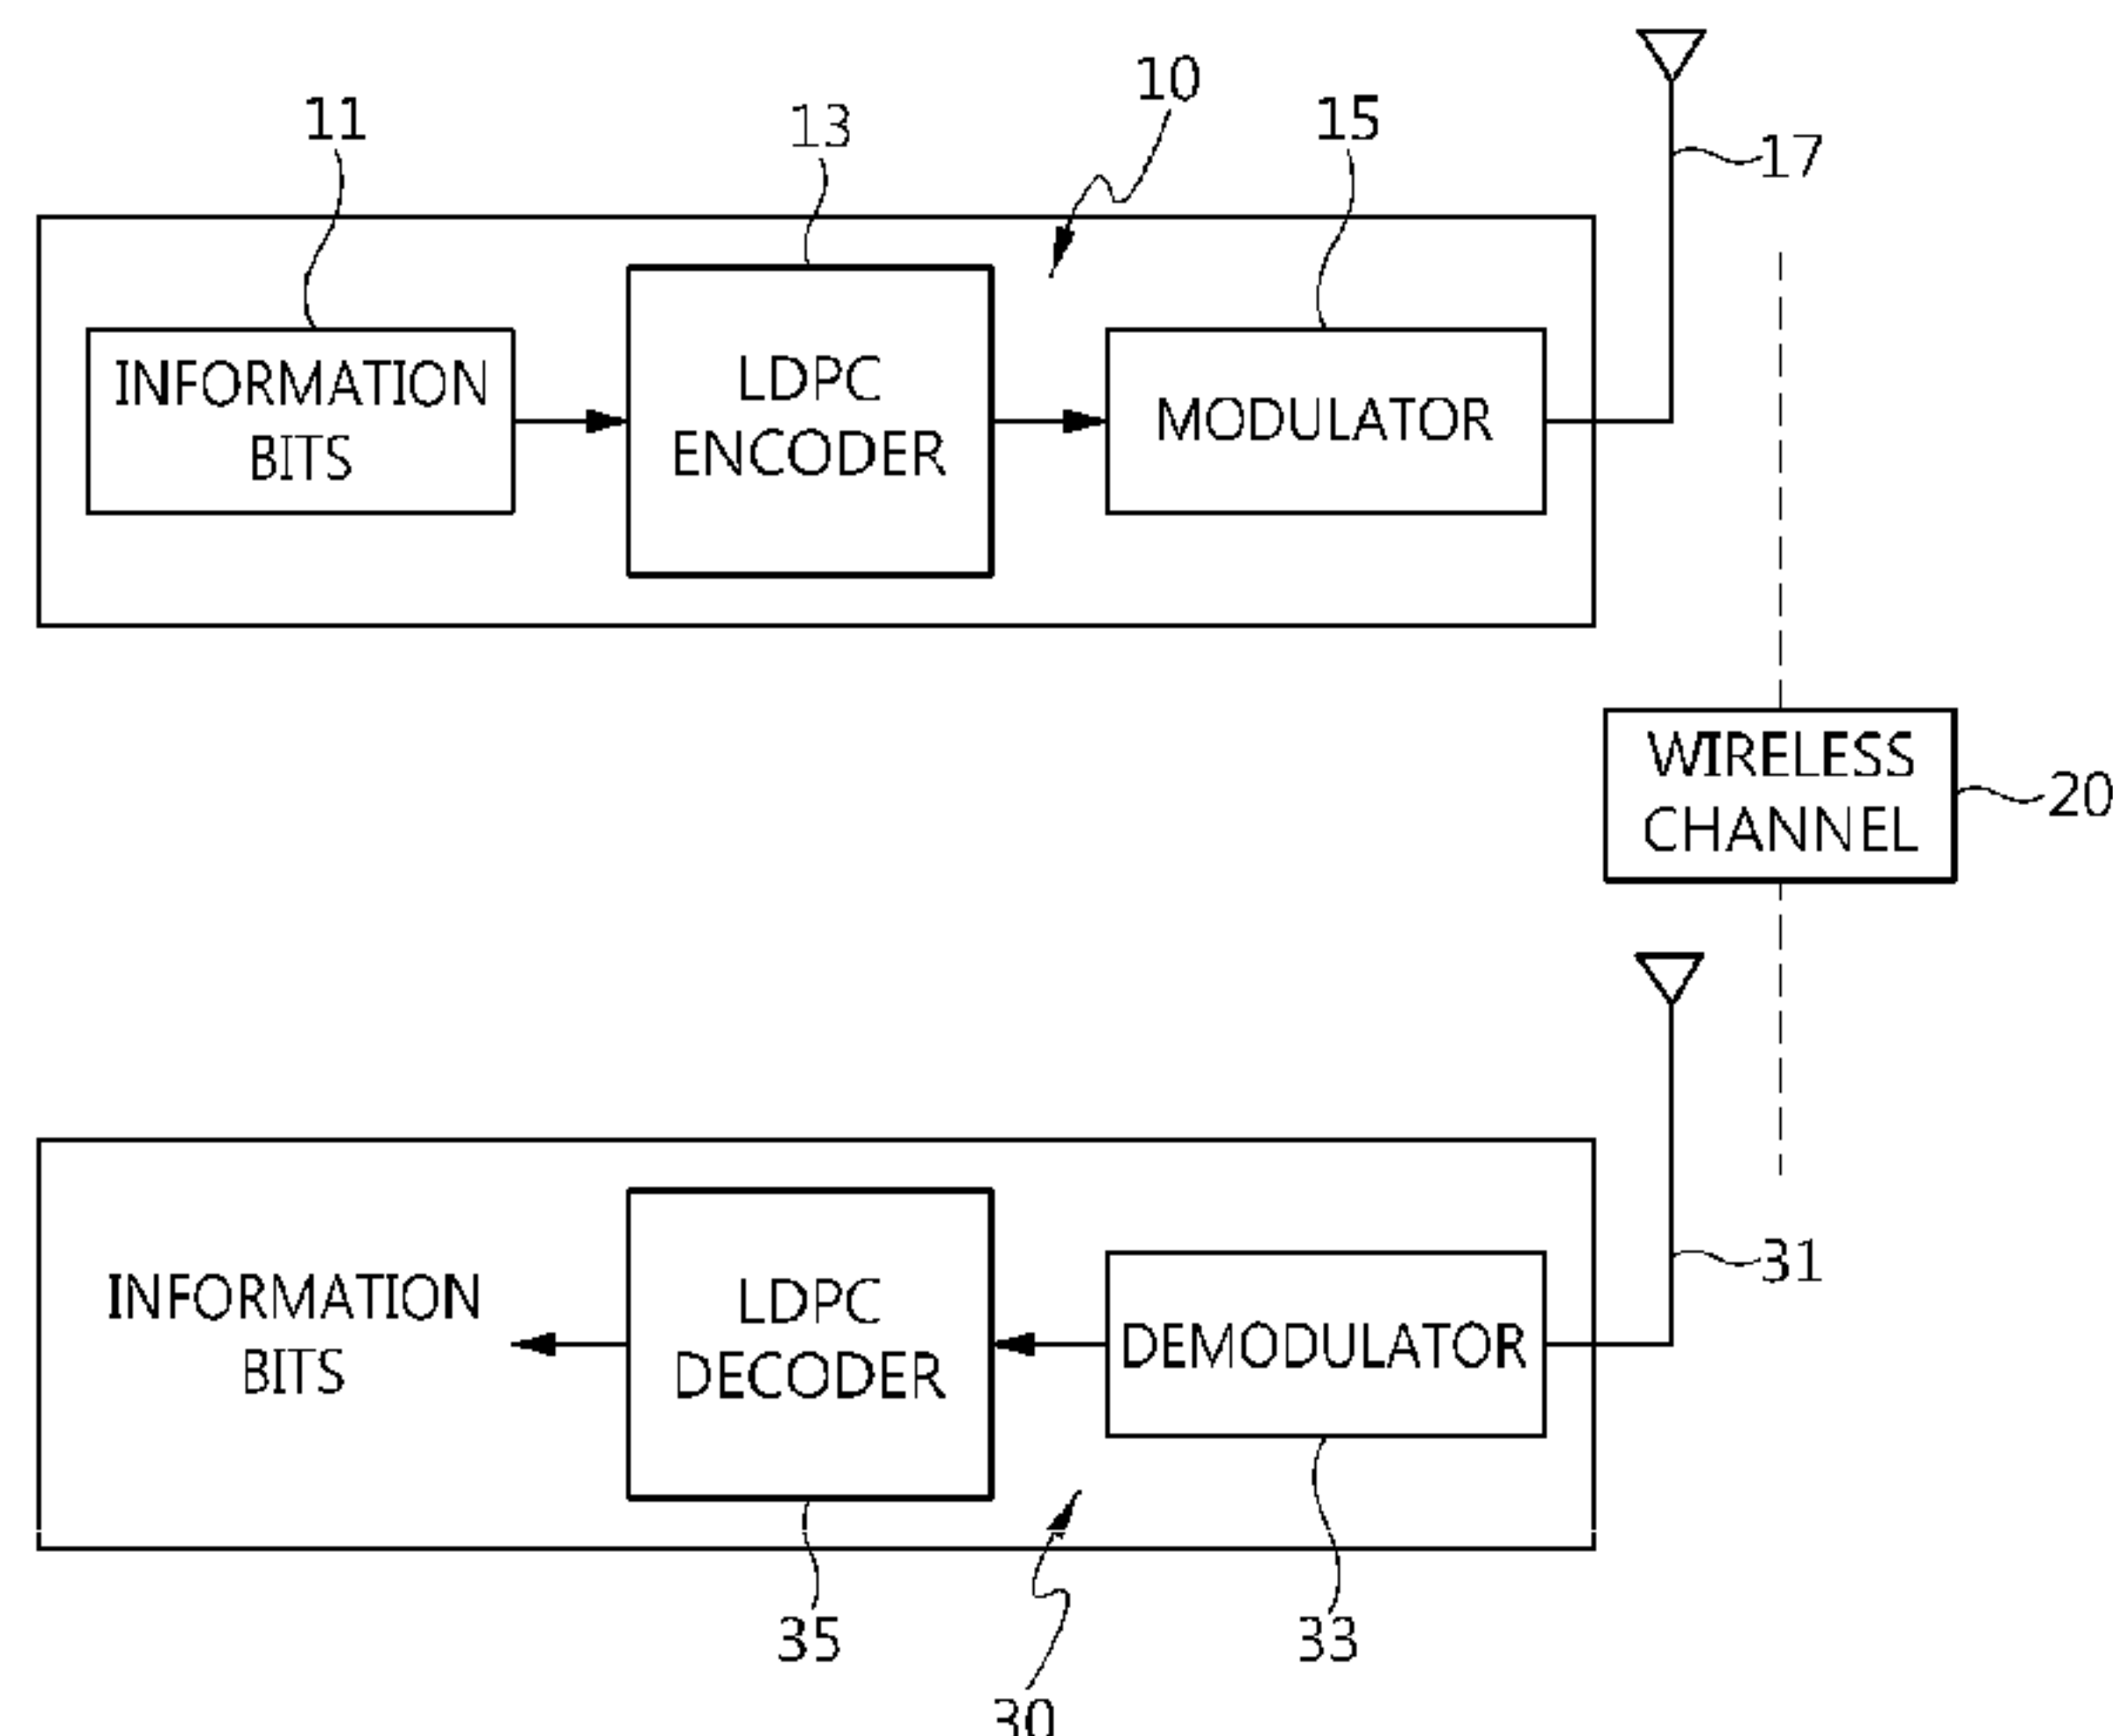 10
11
13
15
17
INFORMATION
BITS
LDPC
ENCODER
MODULATOR
WIRELESS
CHANNEL
20
INFORMATION
BITS
LDPC
DECODER
DEMODULATOR
31
35
33
30